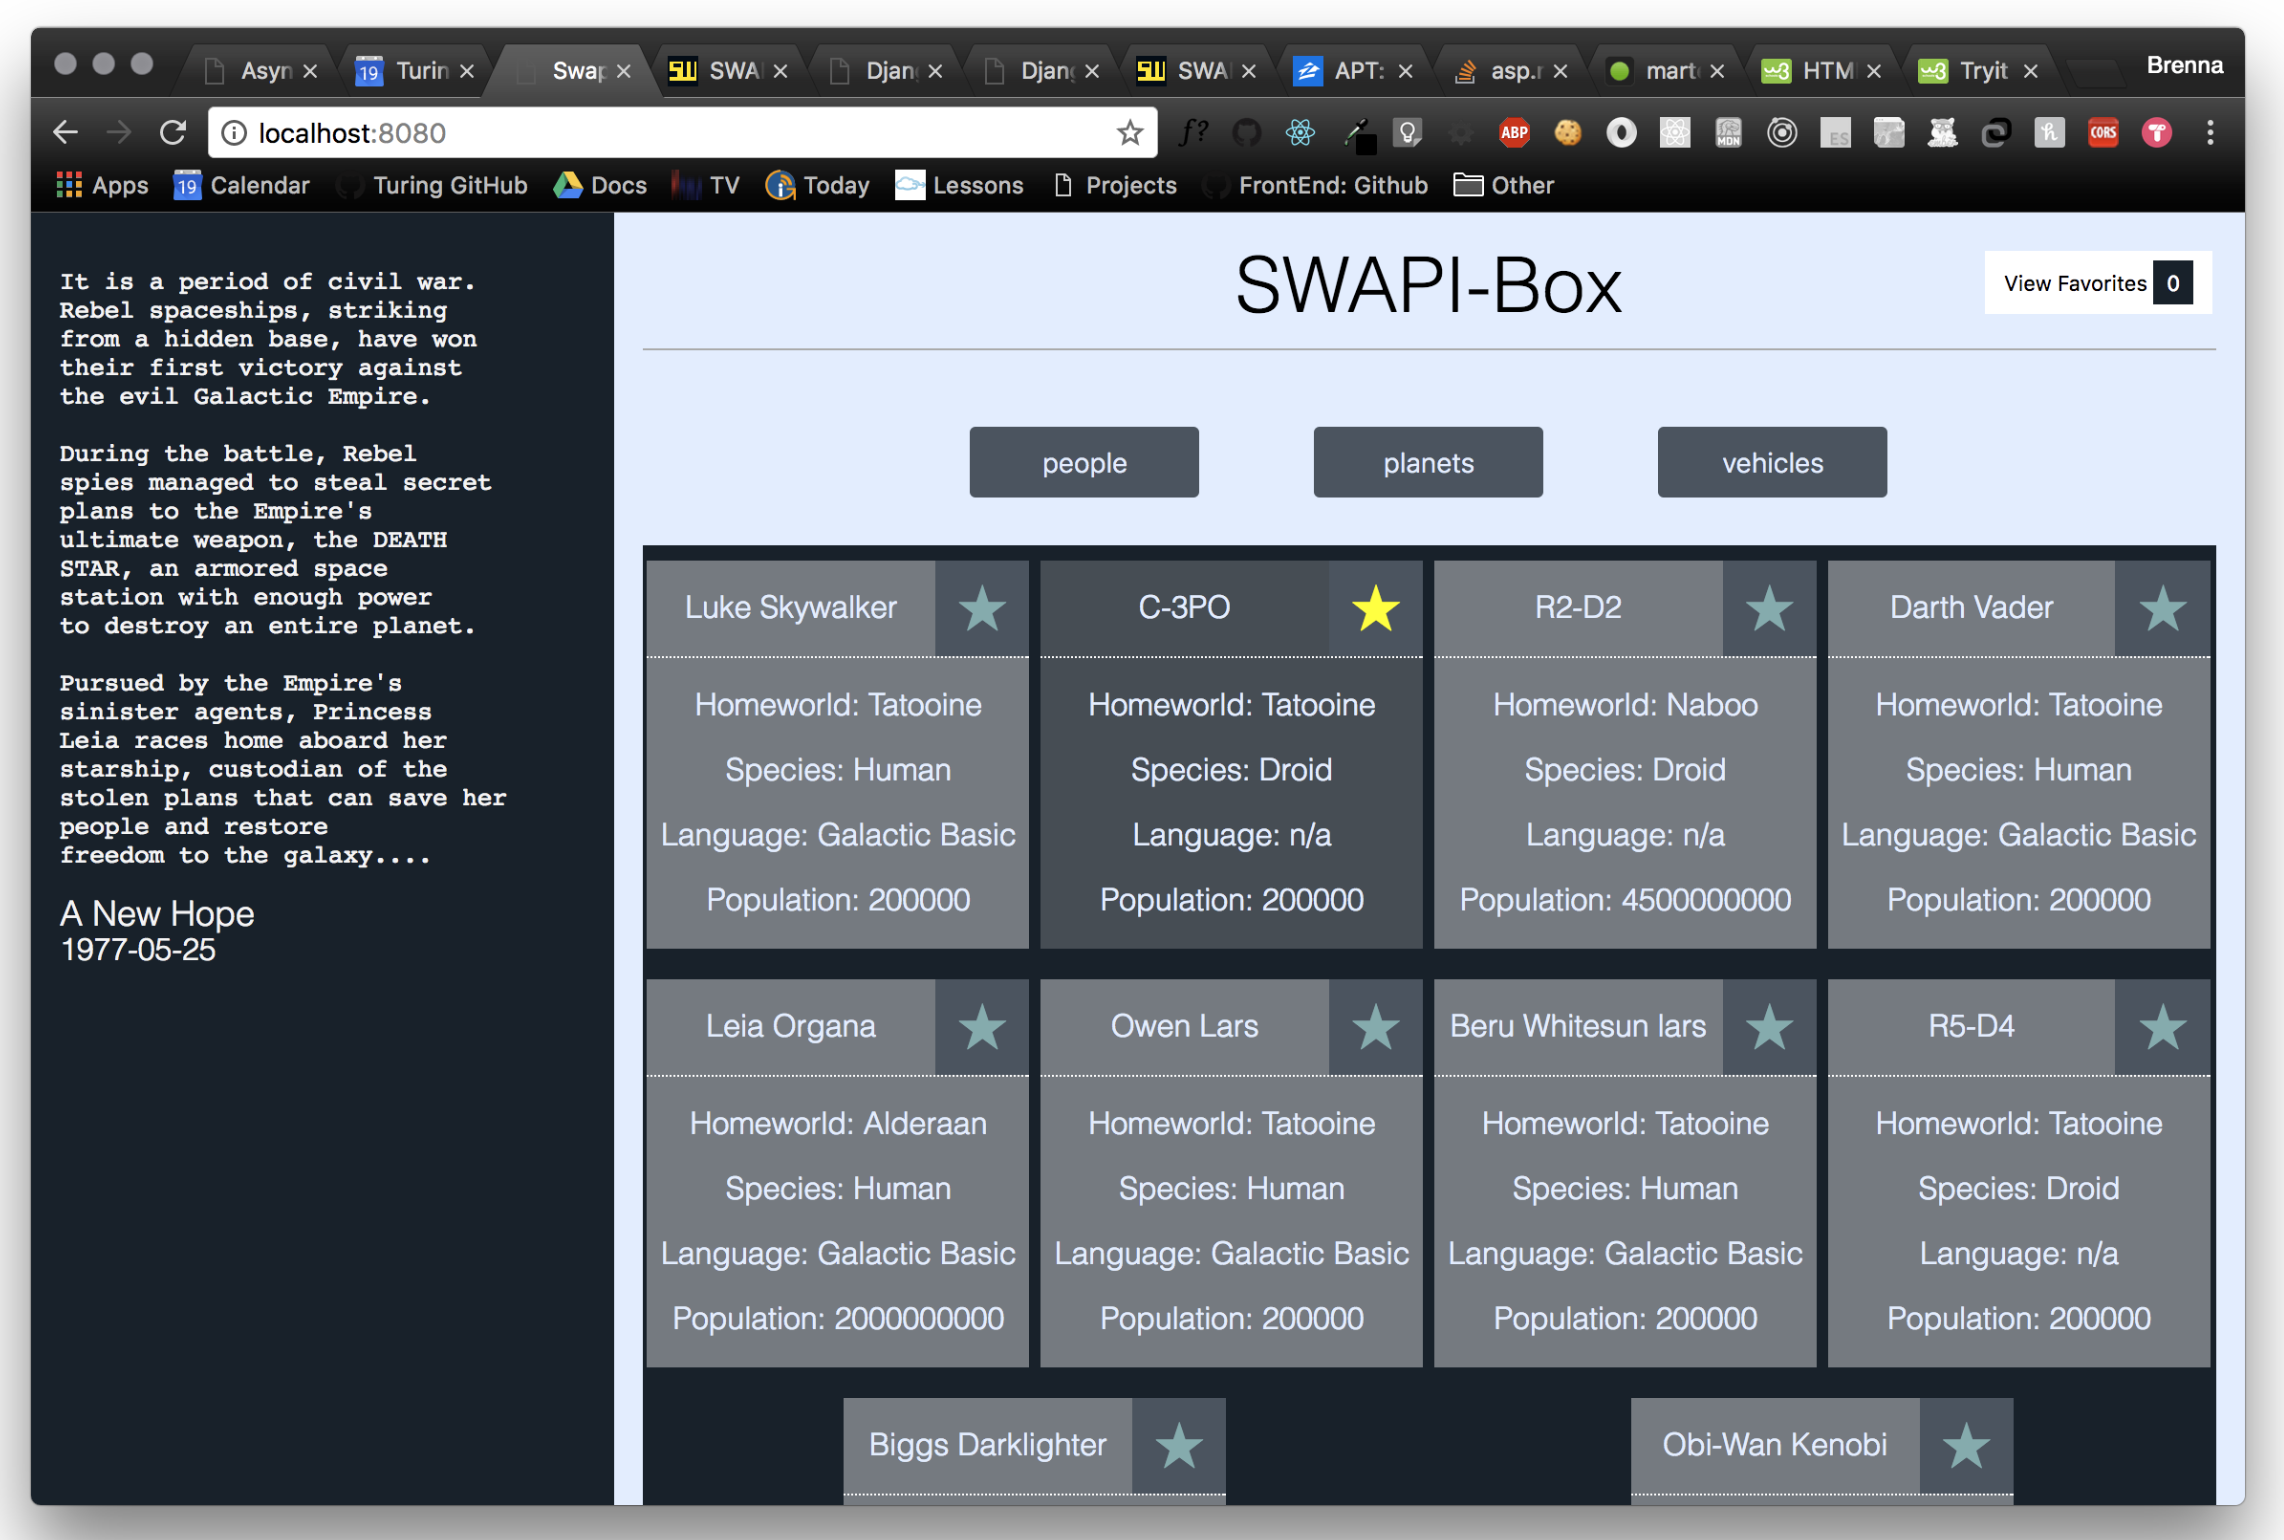 Asyn
Turin
Swap
SWA
Djan
Djang
SWA
APT:
asp.n
mart
HTM
Tryit
Brenna
localhost:8080
f?
ABP
MDN
ES
h
CORS
Apps
19
Calendar
Turing GitHub
Docs
TV
Today
Lessons
Projects
FrontEnd: Github
Other
It is a period of civil war.
Rebel spaceships, striking
from a hidden base, have won
their first victory against
the evil Galactic Empire.
During the battle, Rebel
spies managed to steal secret
plans to the Empire's
ultimate weapon, the DEATH
STAR, an armored space
station with enough power
to destroy an entire planet.
Pursued by the Empire's
sinister agents, Princess
Leia races home aboard her
starship, custodian of the
stolen plans that can save her
people and restore
freedom to the galaxy....
A New Hope
1977-05-25
SWAPI-Box
View Favorites 0
people
planets
vehicles
Luke Skywalker
Homeworld: Tatooine
Species: Human
Language: Galactic Basic
Population: 200000
C-3PO
Homeworld: Tatooine
Species: Droid
Language: n/a
Population: 200000
R2-D2
Homeworld: Naboo
Species: Droid
Language: n/a
Population: 4500000000
Darth Vader
Homeworld: Tatooine
Species: Human
Language: Galactic Basic
Population: 200000
Leia Organa
Homeworld: Alderaan
Species: Human
Language: Galactic Basic
Population: 2000000000
Owen Lars
Homeworld: Tatooine
Species: Human
Language: Galactic Basic
Population: 200000
Beru Whitesun lars
Homeworld: Tatooine
Species: Human
Language: Galactic Basic
Population: 200000
R5-D4
Homeworld: Tatooine
Species: Droid
Language: n/a
Population: 200000
Biggs Darklighter
Obi-Wan Kenobi